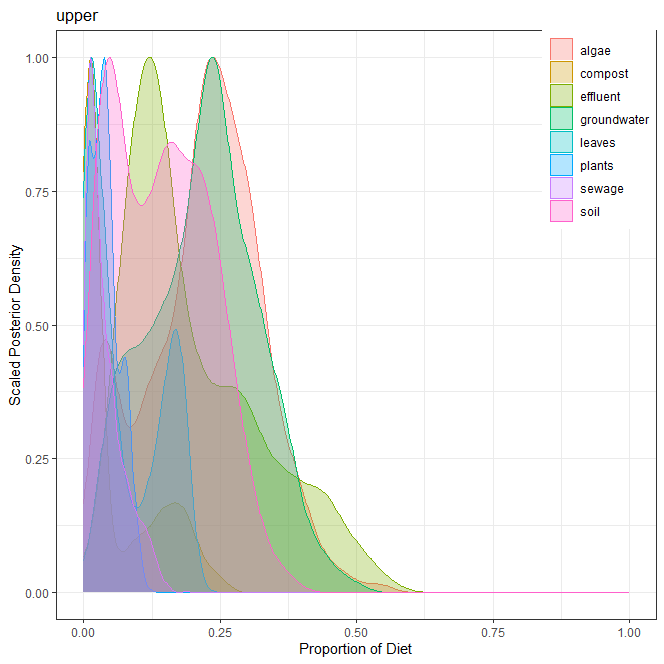 upper
algae
compost
effluent
groundwater
leaves
plants
sewage
soil
1.00
0.75
0.50
0.25
0.00
Scaled Posterior Density
0.00 0.25 0.50 0.75 1.00
Proportion of Diet